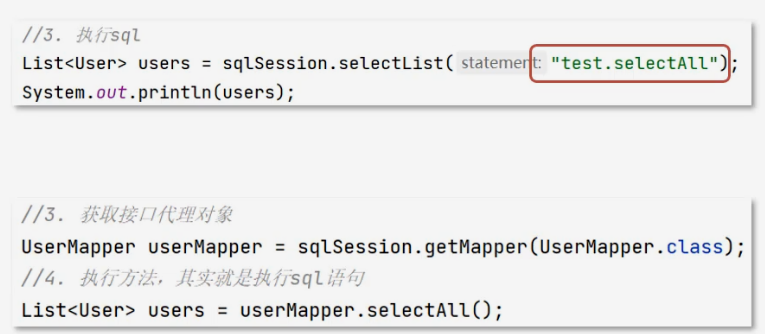 //3. 执行sql
List<User> users = sqlSession.selectList( statement: "test.selectAll");
System.out.println(users);
//3. 获取接口代理对象
UserMapper userMapper = sqlSession.getMapper(UserMapper.class);
//4. 执行方法，其实就是执行sql语句
List<User> users = userMapper.selectAll();